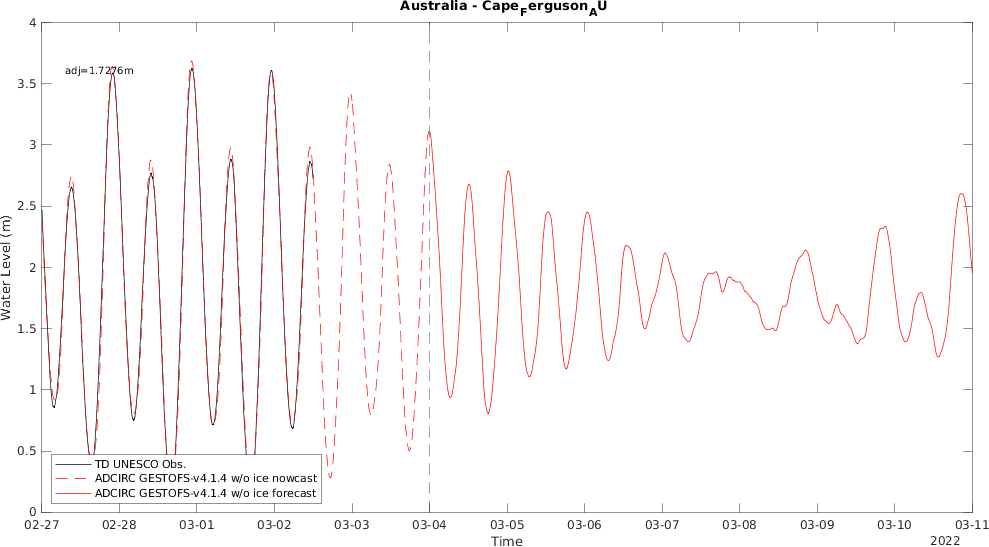 Australia - CapeFergusonAU
adj=1.7276m
Water Level (m)
4
3.5
3
2.5
2
1.5
1
0.5
0
TD UNESCO Obs.
ADCIRC GESTOFS-v4.1.4 w/o ice nowcast
ADCIRC GESTOFS-v4.1.4 w/o ice forecast
02-27 02-28 03-01 03-02 03-03 03-04 03-05 03-06 03-07 03-08 03-09 03-10 03-11
Time
2022